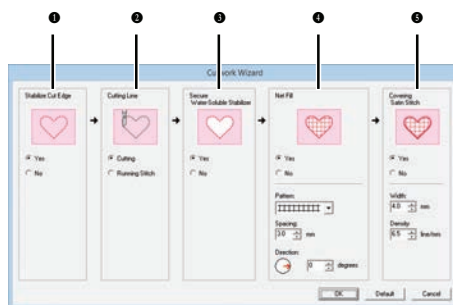 1 2 3 4 5
Cutwork Wizard
Stabilize Cut Edge
Yes
No
Cutting Line
Cutting
Running Stitch
Secure
Water Soluble Stabilizer
Yes
No
Net Fill
Yes
No
Pattern:
Spacing:
3.0 mm
Direction:
0 degrees
Covering
Satin Stitch
Yes
No
Width:
4.0 mm
Density:
6.5 line/mm
OK Default Cancel